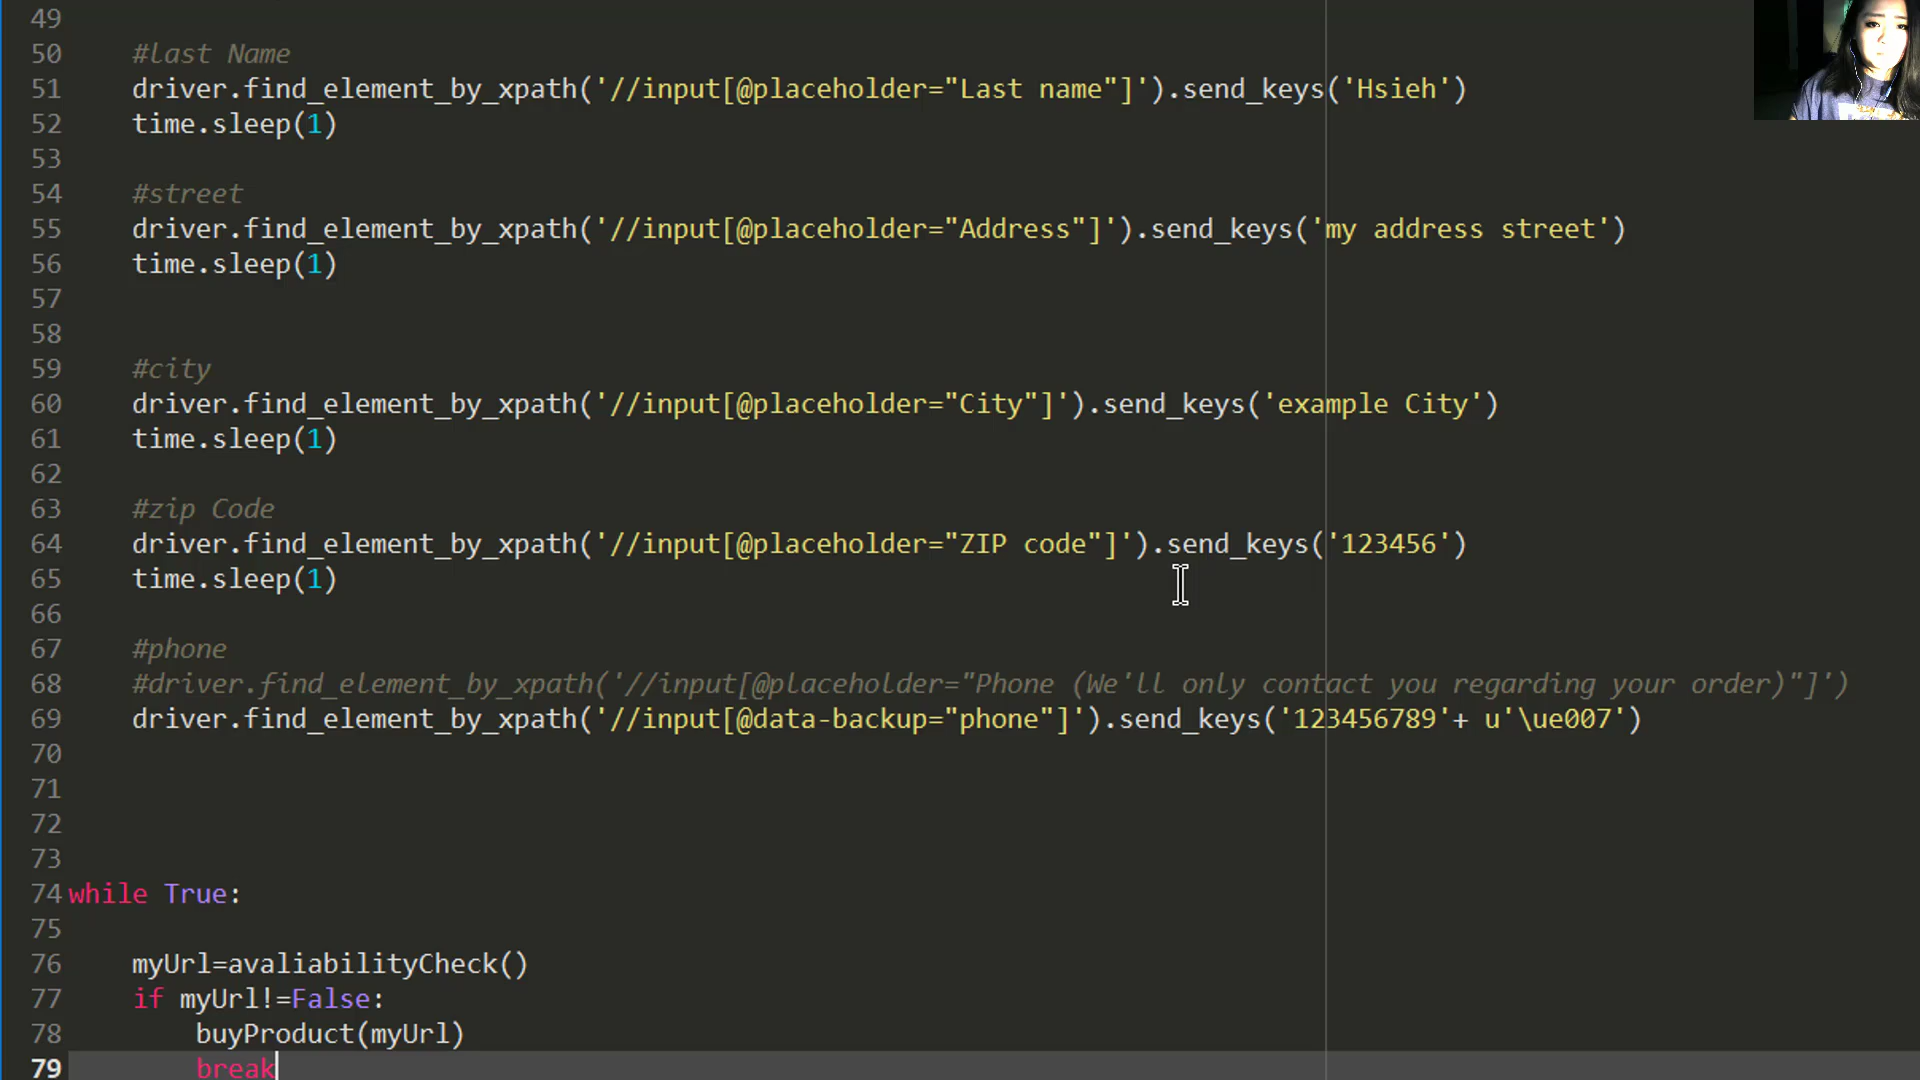 49
50 #last Name
51 driver.find_element_by_xpath('//input[@placeholder="Last name"]').send_keys('Hsieh')
52 time.sleep(1)
53
54 #street
55 driver.find_element_by_xpath('//input[@placeholder="Address"]').send_keys('my address street')
56 time.sleep(1)
57
58
59 #city
60 driver.find_element_by_xpath('//input[@placeholder="City"]').send_keys('example City')
61 time.sleep(1)
62
63 #zip Code
64 driver.find_element_by_xpath('//input[@placeholder="ZIP code"]').send_keys('123456')
65 time.sleep(1)
66
67 #phone
68 #driver.find_element_by_xpath('//input[@placeholder="Phone (We'll only contact you regarding your order)"]')
69 driver.find_element_by_xpath('//input[@data-backup="phone"]').send_keys('123456789'+ u'\ue007')
70
71
72
73
74 while True:
75
76 myUrl=avaliabilityCheck()
77 if myUrl!=False:
78 buyProduct(myUrl)
79 break